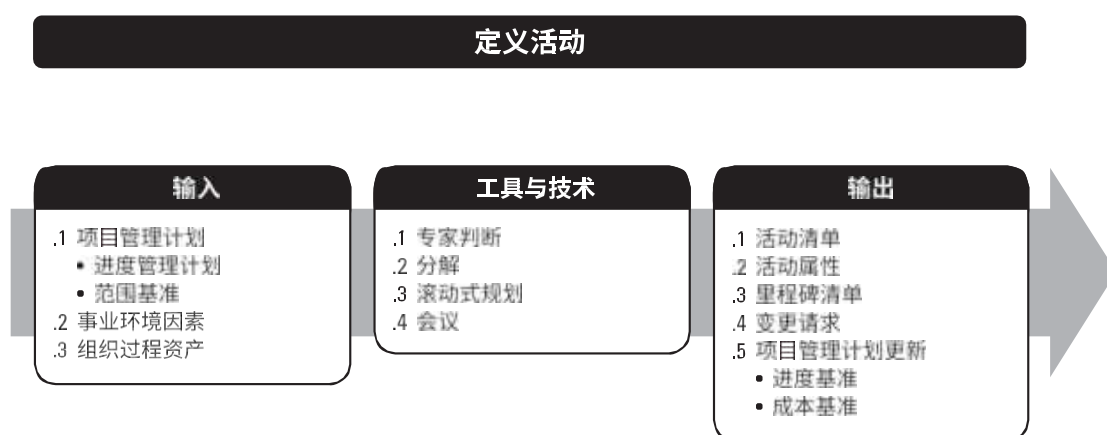 定义活动
输入
.1 项目管理计划
• 进度管理计划
• 范围基准
.2 事业环境因素
.3 组织过程资产
工具与技术
.1 专家判断
.2 分解
.3 滚动式规划
.4 会议
输出
.1 活动清单
.2 活动属性
.3 里程碑清单
.4 变更请求
.5 项目管理计划更新
• 进度基准
• 成本基准